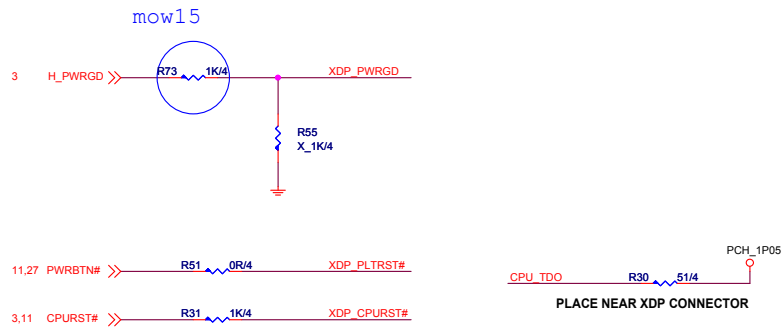 mow15
3 H_PWRGD R73 1K/4 XDP_PWRGD
R55
X_1K/4
11,27 PWRBTN# R51 0R/4 XDP_PLTRST#
3,11 CPURST# R31 1K/4 XDP_CPURST#
PCH_1P05
CPU_TDO R30 51/4
PLACE NEAR XDP CONNECTOR